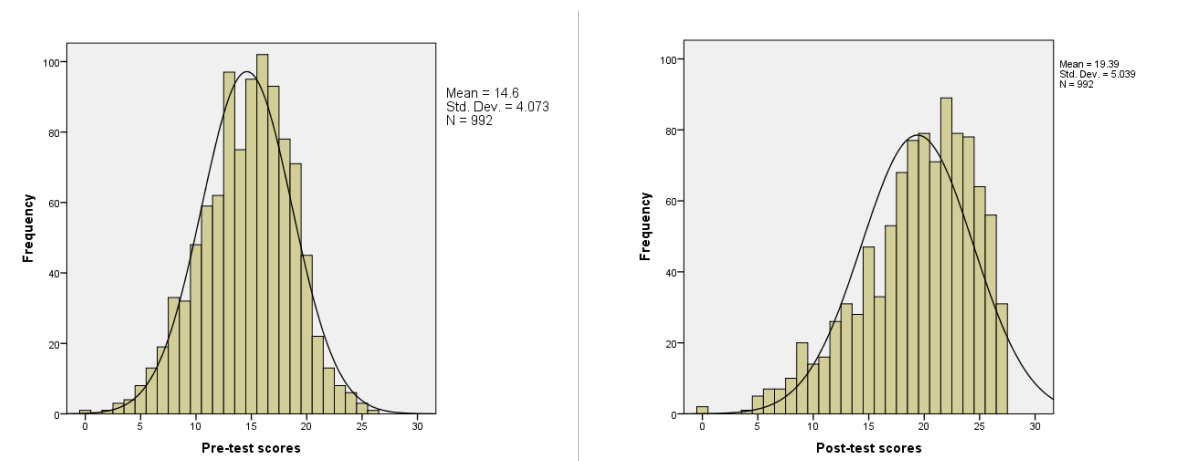 100
80
60
40
20
0
Frequency
0 5 10 15 20 25 30
Pre-test scores
Mean = 14.6
Std. Dev. = 4.073
N = 992
100
80
60
40
20
0
Frequency
0 5 10 15 20 25 30
Post-test scores
Mean = 19.39
Std. Dev. = 5.039
N = 992